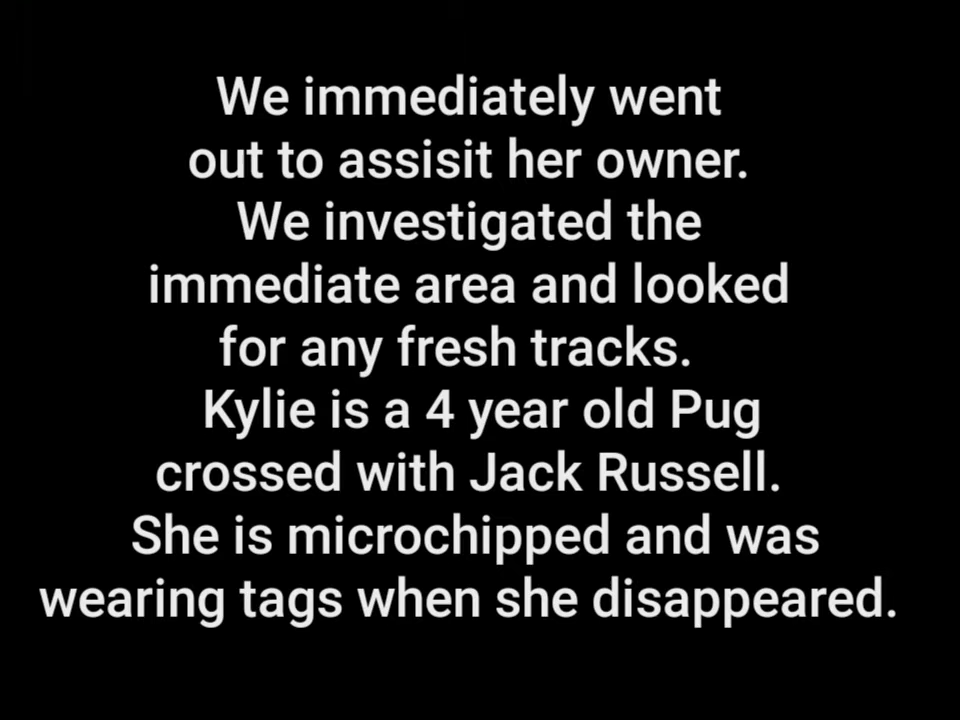 We immediately went
out to assisit her owner.
We investigated the
immediate area and looked
for any fresh tracks.
Kylie is a 4 year old Pug
crossed with Jack Russell.
She is microchipped and was
wearing tags when she disappeared.